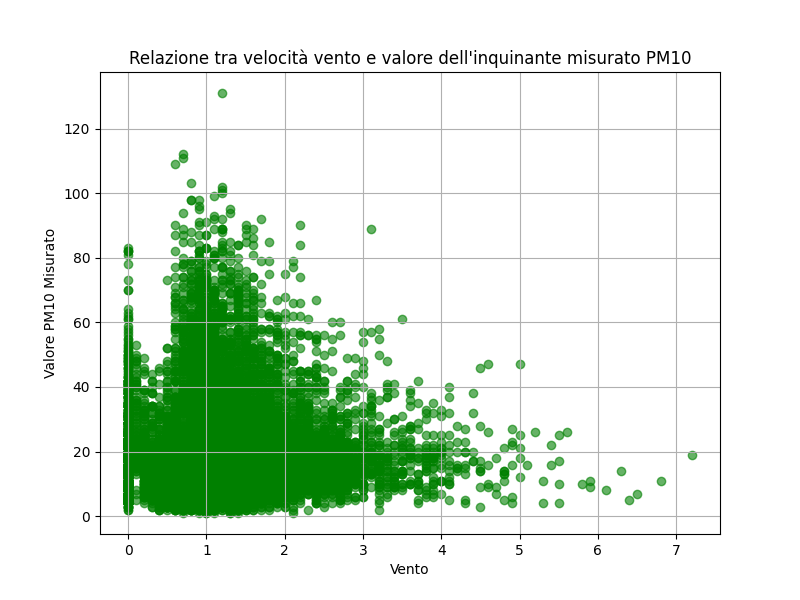 Relazione tra velocità vento e valore dell'inquinante misurato PM10
Valore PM10 Misurato
120
100
80
60
40
20
0
0 1 2 3 4 5 6 7
Vento